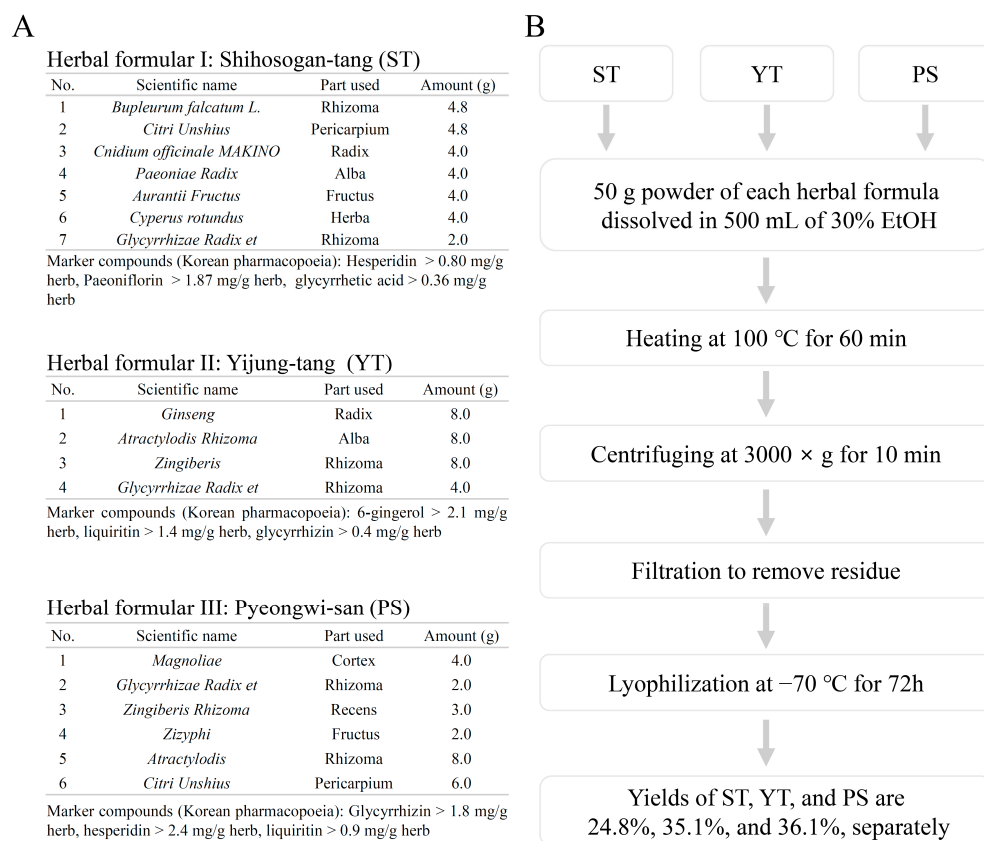 A
Herbal formular I: Shihosogan-tang (ST)
No. Scientific name Part used Amount (g)
1 Bupleurum falcatum L. Rhizoma 4.8
2 Citri Unshius Pericarpium 4.8
3 Cnidium officinale MAKINO Radix 4.0
4 Paeoniae Radix Alba 4.0
5 Aurantii Fructus Fructus 4.0
6 Cyperus rotundus Herba 4.0
7 Glycyrrhizae Radix et Rhizoma 2.0
Marker compounds (Korean pharmacopoeia): Hesperidin > 0.80 mg/g
herb, Paeoniflorin > 1.87 mg/g herb, glycyrrhetic acid > 0.36 mg/g
herb
Herbal formular II: Yijung-tang (YT)
No. Scientific name Part used Amount (g)
1 Ginseng Radix 8.0
2 Atractylodis Rhizoma Alba 8.0
3 Zingiberis Rhizoma 8.0
4 Glycyrrhizae Radix et Rhizoma 4.0
Marker compounds (Korean pharmacopoeia): 6-gingerol > 2.1 mg/g
herb, liquiritin > 1.4 mg/g herb, glycyrrhizin > 0.4 mg/g herb
Herbal formular III: Pyeongwi-san (PS)
No. Scientific name Part used Amount (g)
1 Magnoliae Cortex 4.0
2 Glycyrrhizae Radix et Rhizoma 2.0
3 Zingiberis Rhizoma Recens 3.0
4 Zizyphi Fructus 2.0
5 Atractylodis Rhizoma 8.0
6 Citri Unshius Pericarpium 6.0
Marker compounds (Korean pharmacopoeia): Glycyrrhizin > 1.8 mg/g
herb, hesperidin > 2.4 mg/g herb, liquiritin > 0.9 mg/g herb
B
ST YT PS
50 g powder of each herbal formula
dissolved in 500 mL of 30% EtOH
Heating at 100 ℃ for 60 min
Centrifuging at 3000 × g for 10 min
Filtration to remove residue
Lyophilization at −70 ℃ for 72h
Yields of ST, YT, and PS are
24.8%, 35.1%, and 36.1%, separately